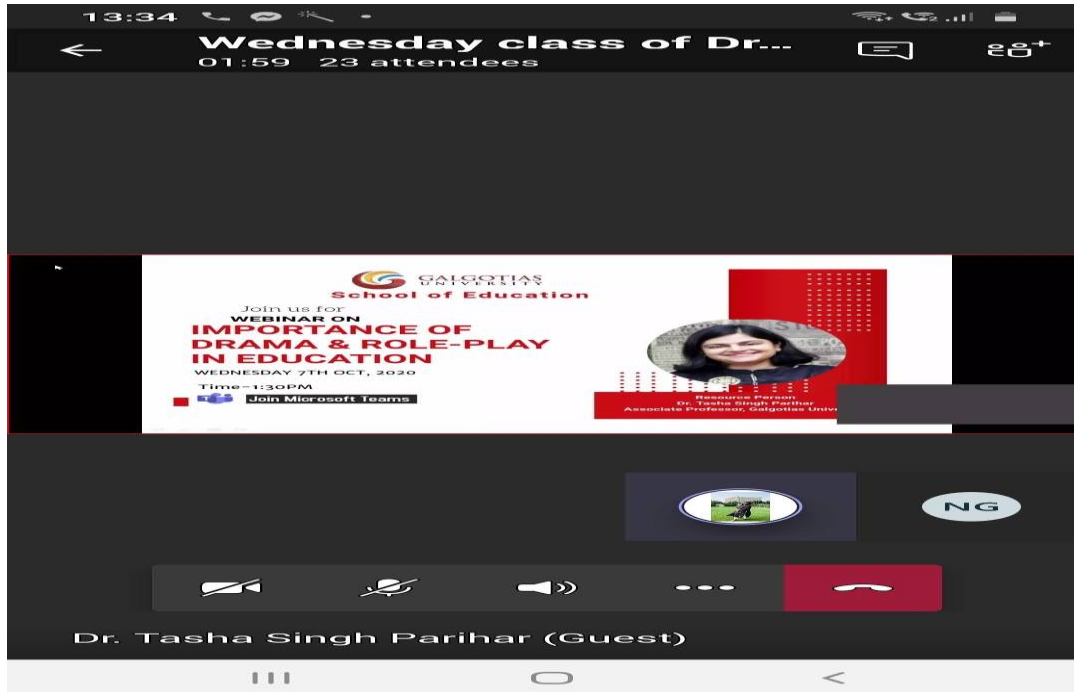 13:34
Wednesday class of Dr...
01:59 23 attendees
GALGOTIAS
UNIVERSITY
School of Education
Join us for
WEBINAR ON
IMPORTANCE OF
DRAMA & ROLE-PLAY
IN EDUCATION
WEDNESDAY 7TH OCT, 2020
Time-1:30PM
Join Microsoft Teams
Resource Person
Dr. Tasha Singh Parihar
Associate Professor, Galgotias Unive
NG
Dr. Tasha Singh Parihar (Guest)